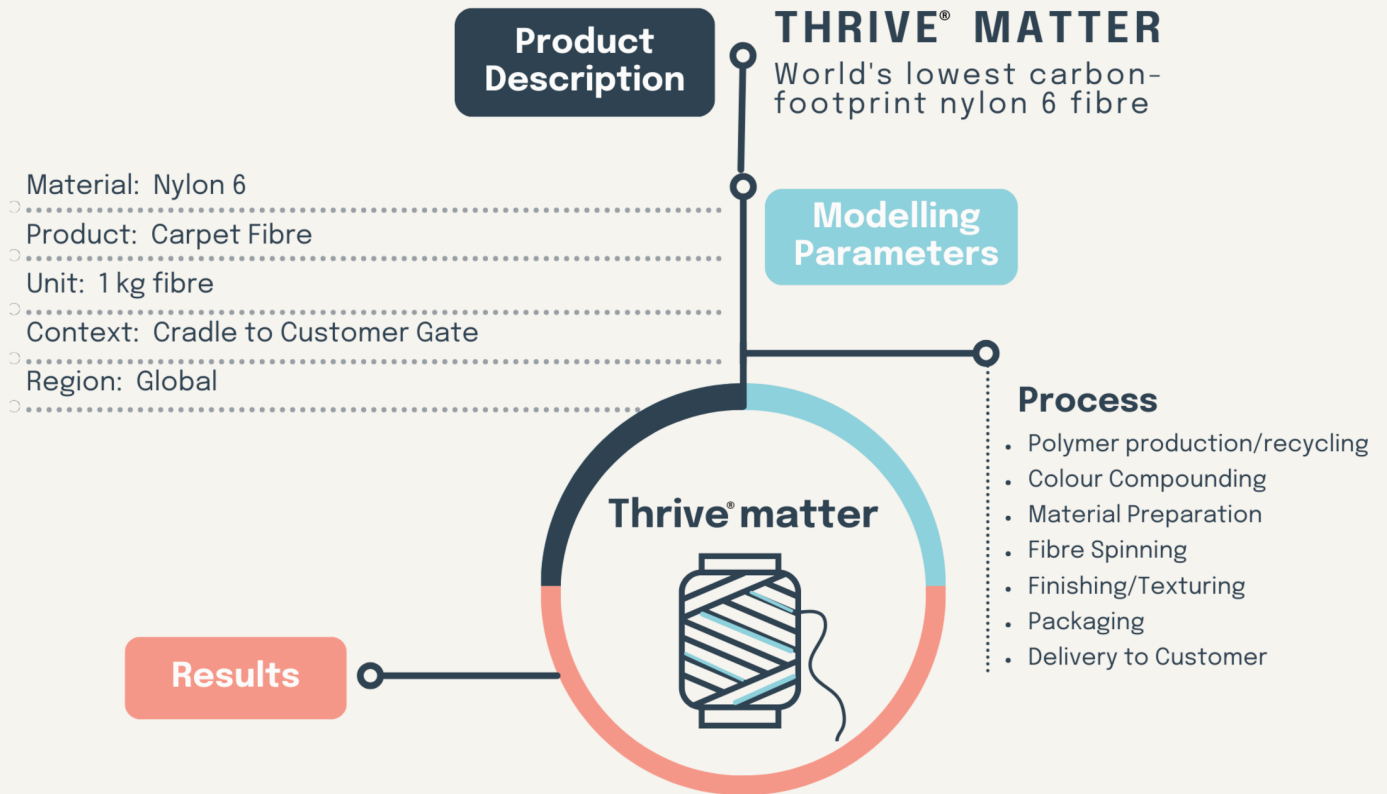 Product
Description
THRIVE® MATTER
World's lowest carbon-
footprint nylon 6 fibre
Material: Nylon 6
Product: Carpet Fibre
Unit: 1 kg fibre
Context: Cradle to Customer Gate
Region: Global
Modelling
Parameters
Process
• Polymer production/recycling
• Colour Compounding
• Material Preparation
• Fibre Spinning
• Finishing/Texturing
• Packaging
• Delivery to Customer
Thrive® matter
Results